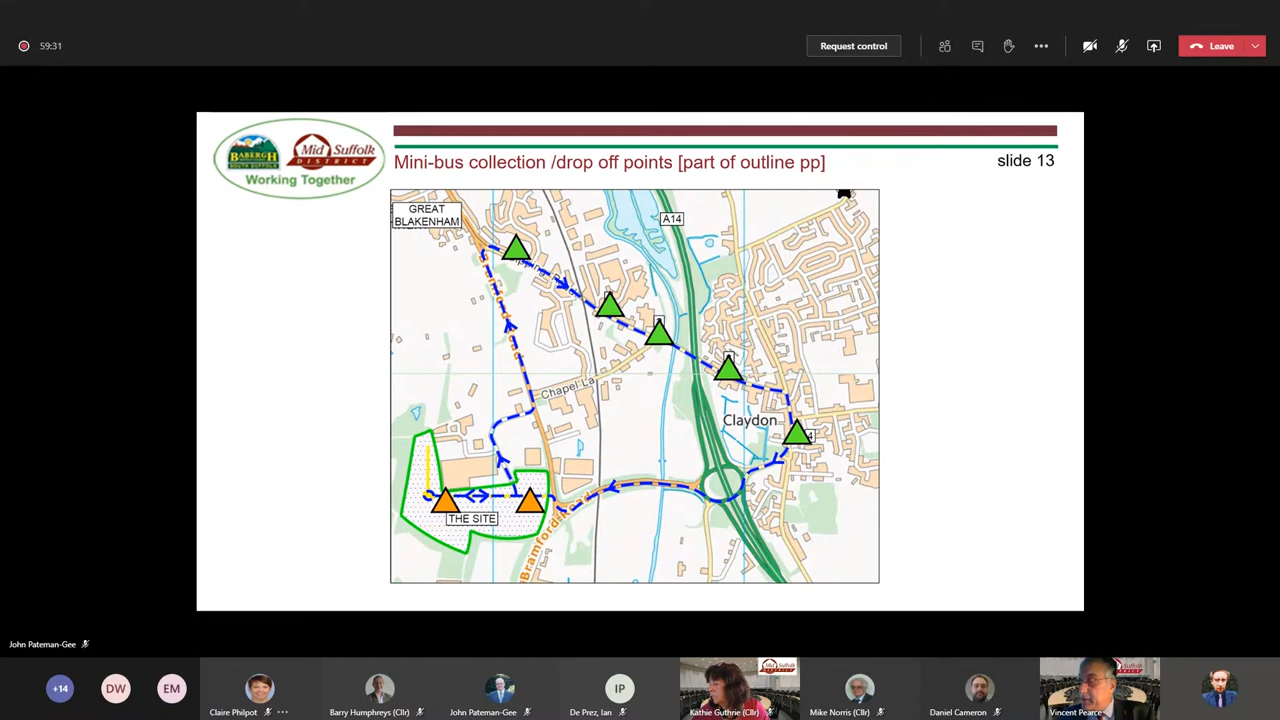 59:31
Request control
Leave
BABERGH
SOUTH SUFFOLK
Mid Suffolk
DISTRICT
Working Together
Mini-bus collection /drop off points [part of outline pp]
slide 13
GREAT
BLAKENHAM
A14
Chapel La
Claydon
THE SITE
Bramford Road
John Pateman-Gee
+14
DW
EM
IP
Claire Philpot
Barry Humphreys (Cllr)
John Pateman-Gee
De Prez, Ian
Kathie Guthrie (Cllr)
Mike Norris (Cllr)
Daniel Cameron
Vincent Pearce